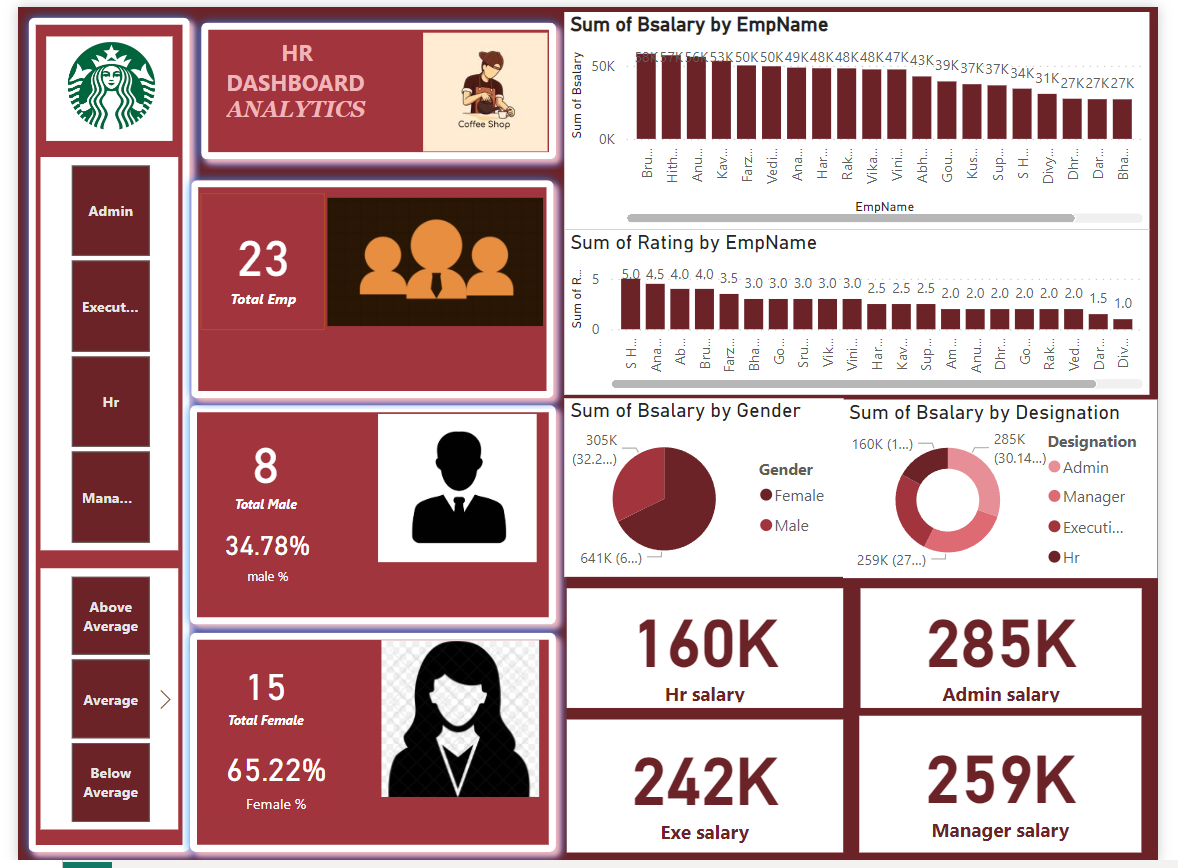 HR
DASHBOARD
ANALYTICS
Coffee Shop
Admin
Execut...
Hr
Mana...
Above
Average
Average
Below
Average
23
Total Emp
8
Total Male
34.78%
male %
15
Total Female
65.22%
Female %
Sum of Bsalary by EmpName
Sum of Bsalary
50K
0K
58K 57K 56K 53K 50K 50K 49K 48K 48K 48K 47K 43K 39K 37K 37K 34K 31K 27K 27K 27K
Bru... Hith... Anu... Kav... Farz... Vedi... Ana... Har... Rak... Vika... Vini... Abh... Gou... Kus... Sup... S H... Divy... Dhr... Dar... Bha...
EmpName
Sum of Rating by EmpName
Sum of R...
5
0
5.0 4.5 4.0 4.0 3.5 3.0 3.0 3.0 3.0 3.0 2.5 2.5 2.5 2.0 2.0 2.0 2.0 2.0 2.0 1.5 1.0
S H... Ana... Ab... Bru... Farz... Bha... Go... Sru... Vik... Vini... Har... Kav... Sup... Am... Anu... Dhr... Go... Rak... Ved... Dar... Div...
Sum of Bsalary by Gender
305K
(32.2...)
641K (6...)
Gender
Female
Male
Sum of Bsalary by Designation
160K (1...)
285K
(30.14...)
259K (27...)
Designation
Admin
Manager
Executi...
Hr
160K
Hr salary
285K
Admin salary
242K
Exe salary
259K
Manager salary